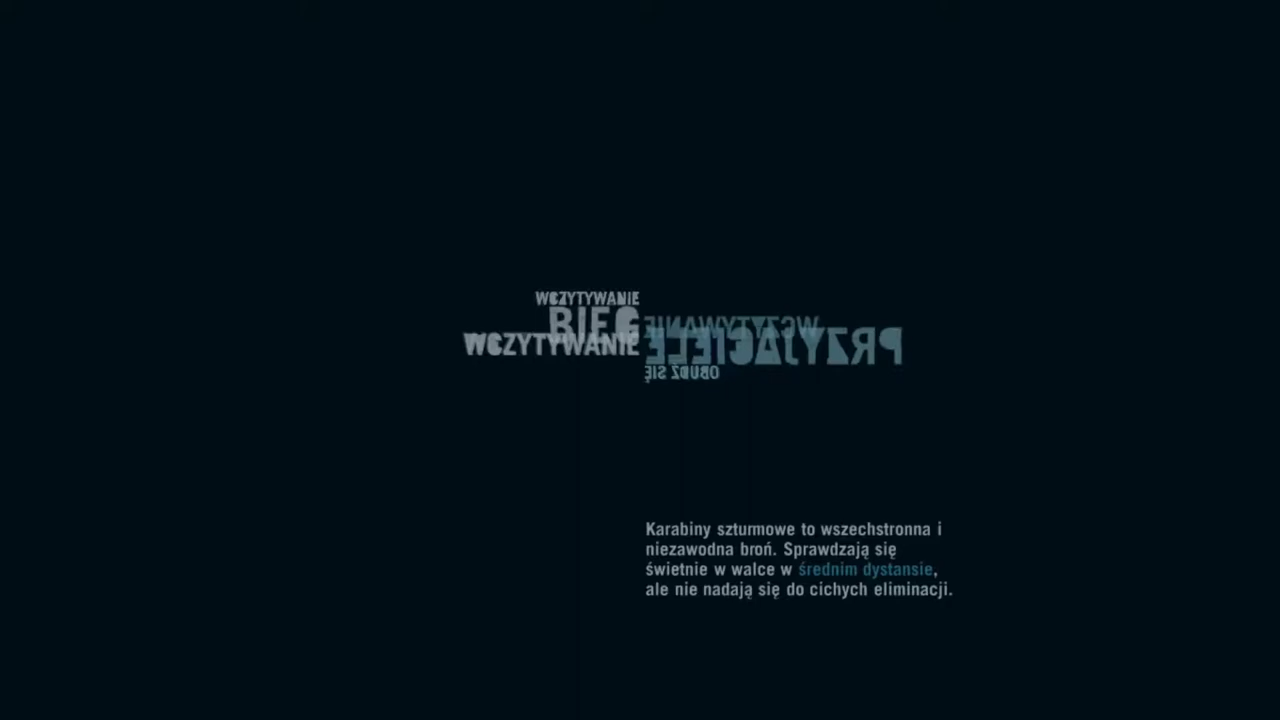 WCZYTYWANIE
BIEG
WCZYTYWANIE
WCZYTYWANIE
PRZYJACIELE
OBUDŹ SIĘ
Karabiny szturmowe to wszechstronna i
niezawodna broń. Sprawdzają się
świetnie w walce w średnim dystansie,
ale nie nadają się do cichych eliminacji.